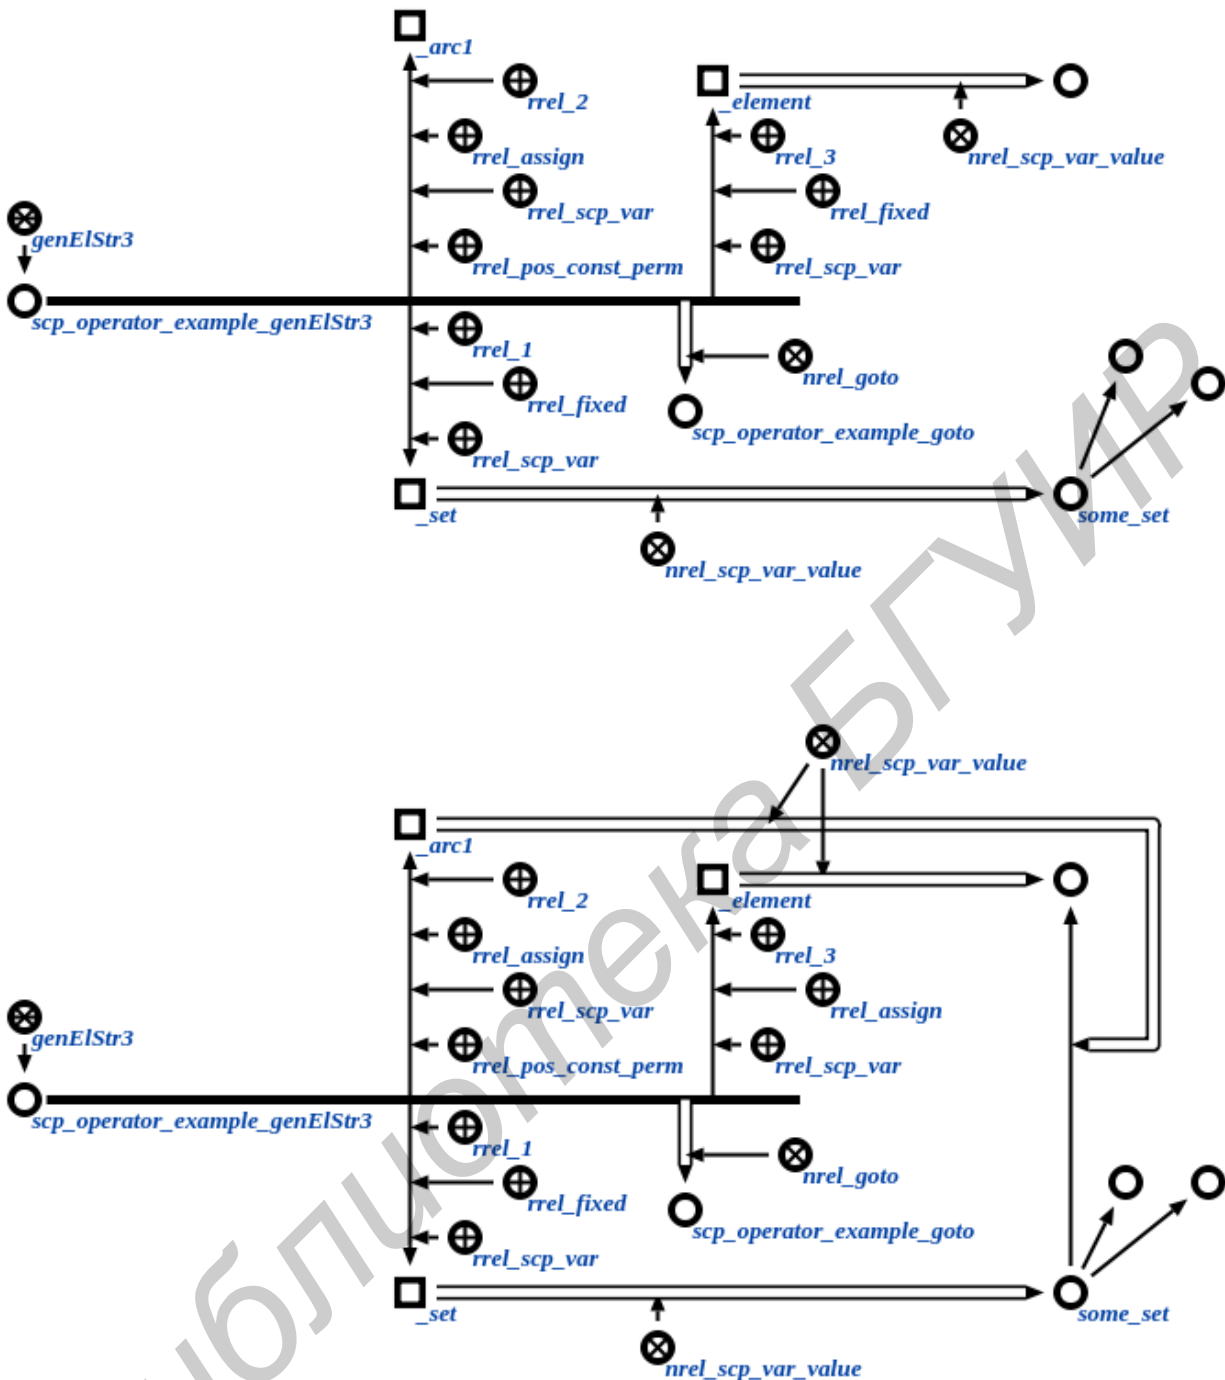 _arc1
rrel_2
_element
rrel_assign
rrel_3
nrel_scp_var_value
rrel_scp_var
rrel_fixed
genElStr3
rrel_pos_const_perm
rrel_scp_var
scp_operator_example_genElStr3
rrel_1
nrel_goto
rrel_fixed
scp_operator_example_goto
rrel_scp_var
_set
some_set
nrel_scp_var_value
nrel_scp_var_value
_arc1
rrel_2
_element
rrel_assign
rrel_3
rrel_scp_var
rrel_assign
genElStr3
rrel_pos_const_perm
rrel_scp_var
scp_operator_example_genElStr3
rrel_1
nrel_goto
rrel_fixed
scp_operator_example_goto
rrel_scp_var
_set
some_set
nrel_scp_var_value
блиотека БГУИР